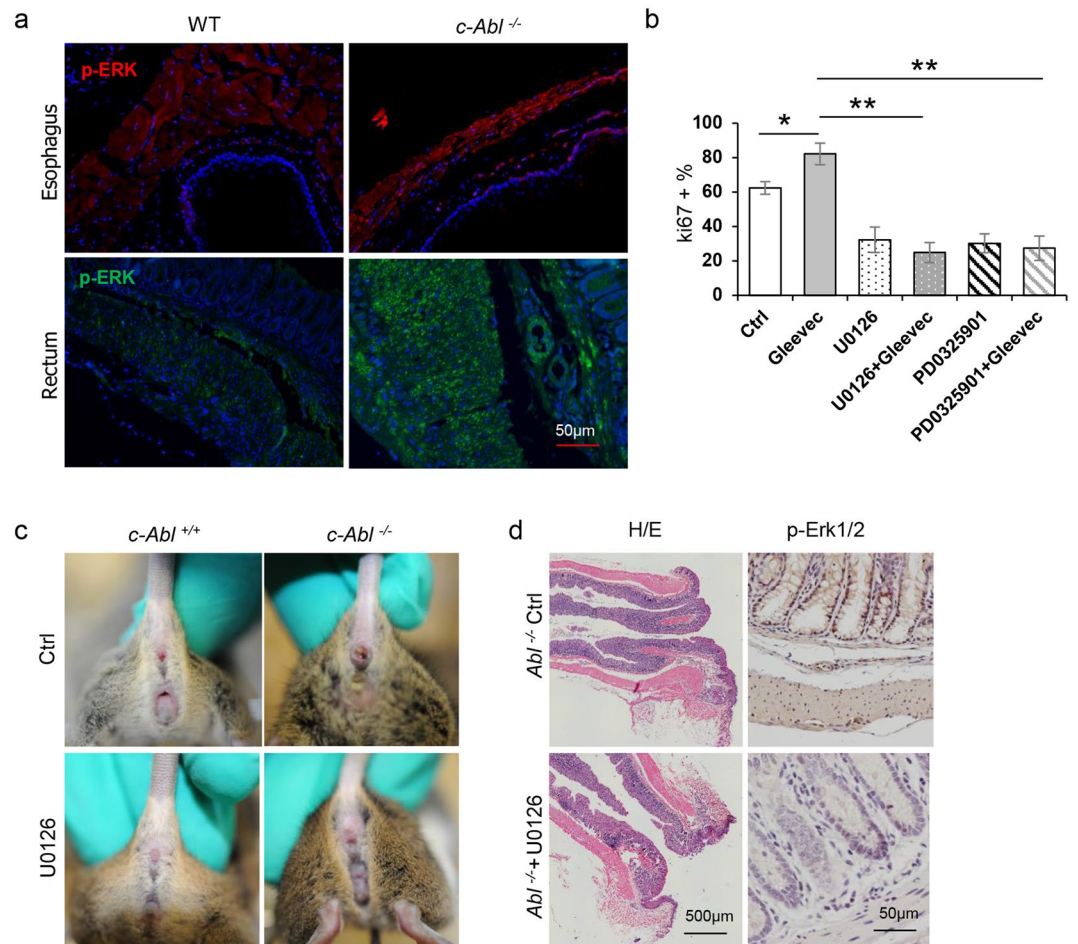 a
WT
c-Abl -/-
Esophagus
p-ERK
Rectum
p-ERK
50µm
b
**
**
*
ki67 + %
100
80
60
40
20
0
Ctrl
Gleevec
U0126
U0126+Gleevec
PD0325901
PD0325901+Gleevec
c
c-Abl +/+
c-Abl -/-
Ctrl
U0126
d
H/E
p-Erk1/2
Abl -/- Ctrl
Abl -/- + U0126
500µm
50µm